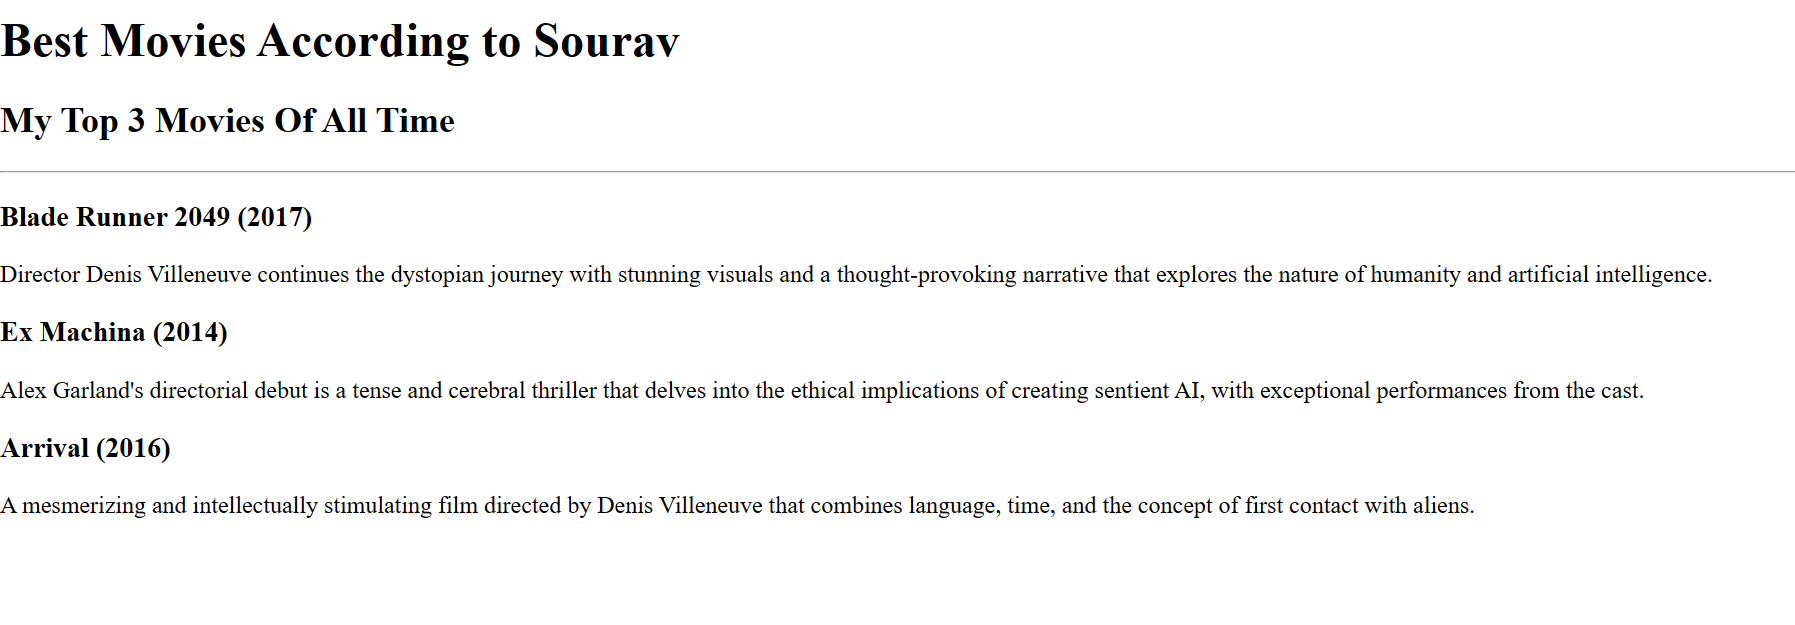 Best Movies According to Sourav
My Top 3 Movies Of All Time
Blade Runner 2049 (2017)
Director Denis Villeneuve continues the dystopian journey with stunning visuals and a thought-provoking narrative that explores the nature of humanity and artificial intelligence.
Ex Machina (2014)
Alex Garland's directorial debut is a tense and cerebral thriller that delves into the ethical implications of creating sentient AI, with exceptional performances from the cast.
Arrival (2016)
A mesmerizing and intellectually stimulating film directed by Denis Villeneuve that combines language, time, and the concept of first contact with aliens.